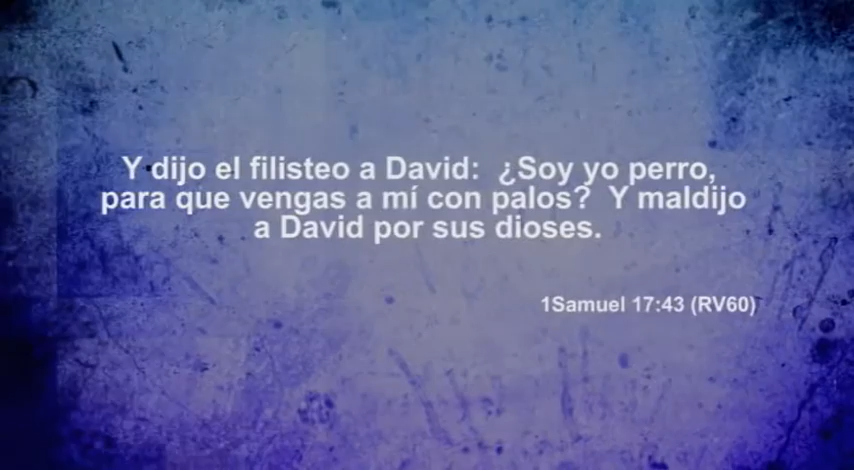 Y dijo el filisteo a David:  ¿Soy yo perro,
para que vengas a mí con palos?  Y maldijo
a David por sus dioses.
1Samuel 17:43 (RV60)